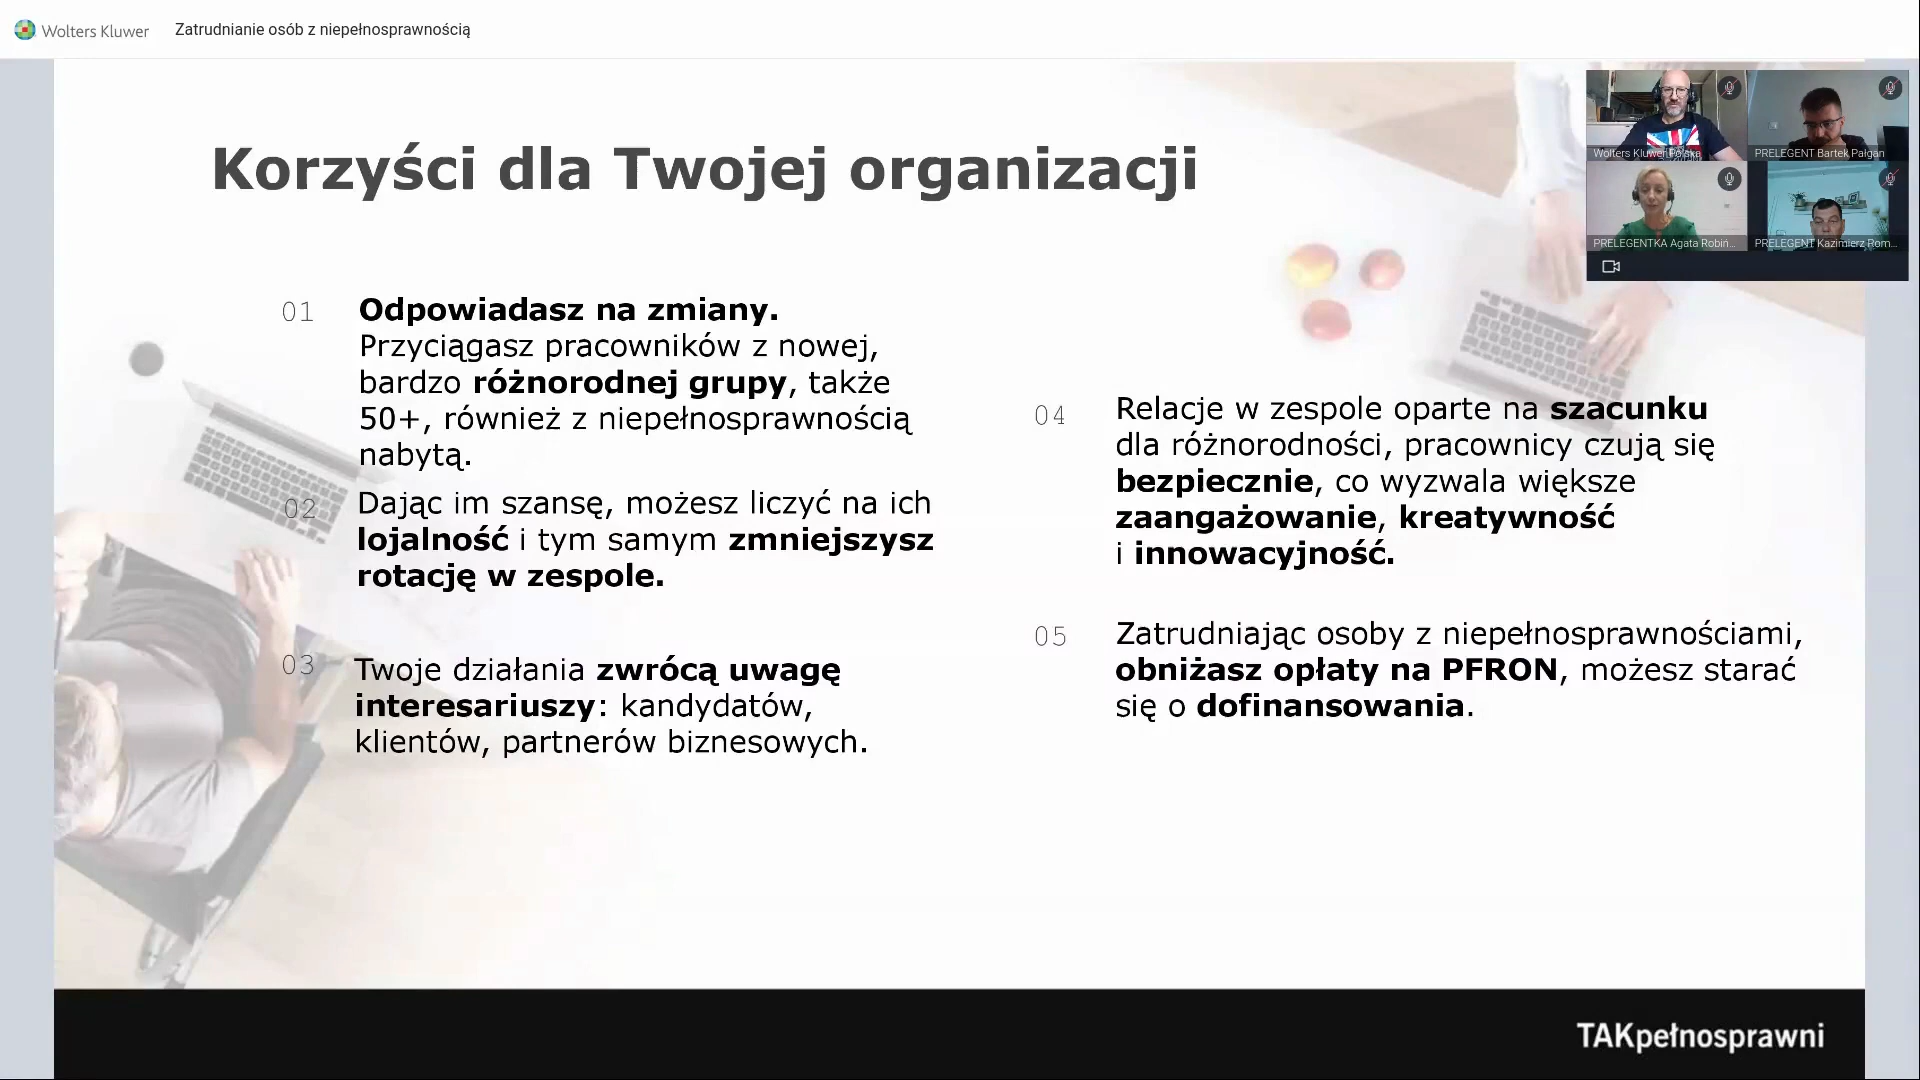 Wolters Kluwer
Zatrudnianie osób z niepełnosprawnością
Wolters Kluwer Polska
PRELEGENT Bartek Pałgan
PRELEGENTKA Agata Robiń...
PRELEGENT Kazimierz Rom...
Korzyści dla Twojej organizacji
01
Odpowiadasz na zmiany.
Przyciągasz pracowników z nowej,
bardzo różnorodnej grupy, także
50+, również z niepełnosprawnością
nabytą.
02
Dając im szansę, możesz liczyć na ich
lojalność i tym samym zmniejszysz
rotację w zespole.
03
Twoje działania zwrócą uwagę
interesariuszy: kandydatów,
klientów, partnerów biznesowych.
04
Relacje w zespole oparte na szacunku
dla różnorodności, pracownicy czują się
bezpiecznie, co wyzwala większe
zaangażowanie, kreatywność
i innowacyjność.
05
Zatrudniając osoby z niepełnosprawnościami,
obniżasz opłaty na PFRON, możesz starać
się o dofinansowania.
TAKpełnosprawni